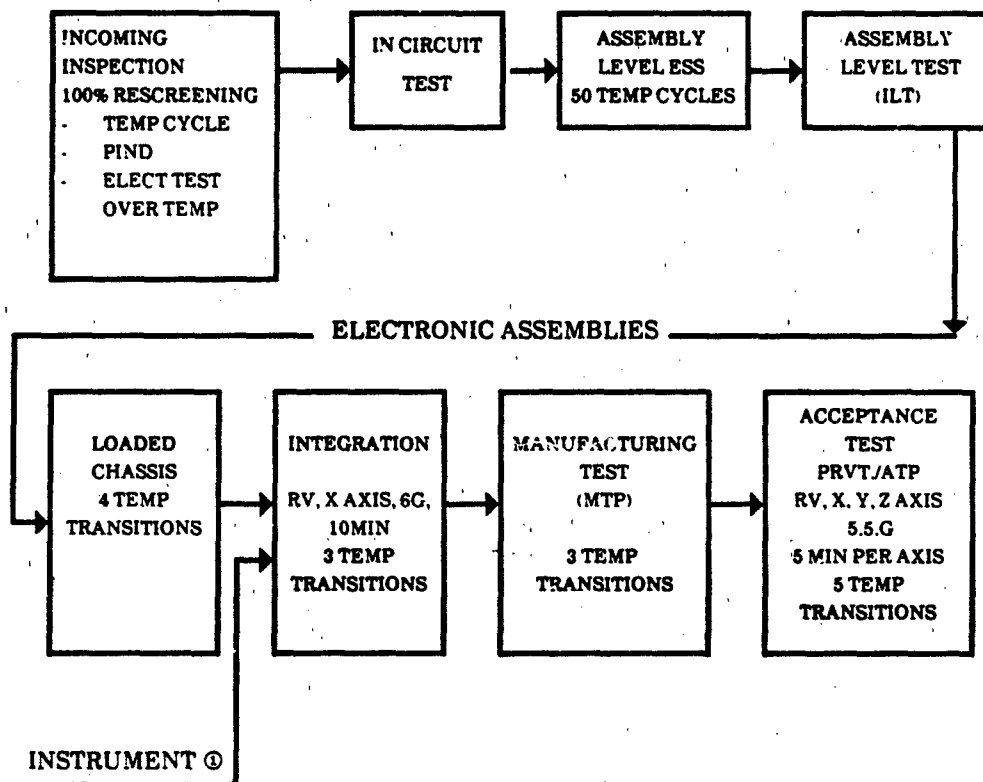 INCOMING
INSPECTION
100% RESCREENING
- TEMP CYCLE
- PIND
- ELECT TEST
OVER TEMP
IN CIRCUIT
TEST
ASSEMBLY
LEVEL ESS
50 TEMP CYCLES
ASSEMBLY
LEVEL TEST
(ILT)
ELECTRONIC ASSEMBLIES
LOADED
CHASSIS
4 TEMP
TRANSITIONS
INTEGRATION
RV, X AXIS, 6G,
10MIN
3 TEMP
TRANSITIONS
MANUFACTURING
TEST
(MTP)
3 TEMP
TRANSITIONS
ACCEPTANCE
TEST
PRVT./ATP
RV, X, Y, Z AXIS
5.5.G
5 MIN PER AXIS
5 TEMP
TRANSITIONS
INSTRUMENT ①